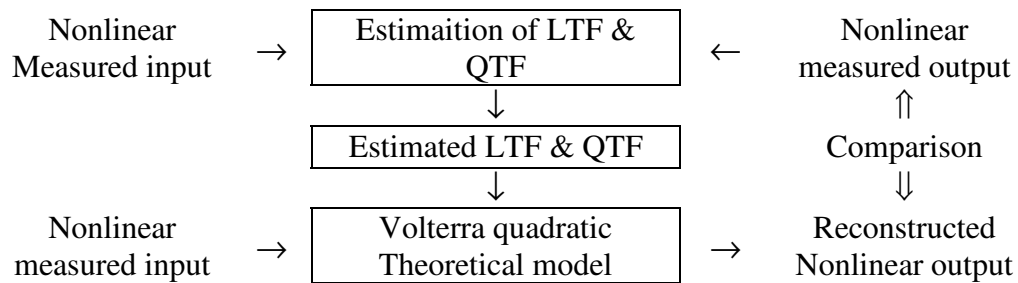 Nonlinear
Measured input
→
Estimaition of LTF &
QTF
←
Nonlinear
measured output
↓
⇑
Estimated LTF & QTF
Comparison
↓
⇓
Nonlinear
measured input
→
Volterra quadratic
Theoretical model
→
Reconstructed
Nonlinear output